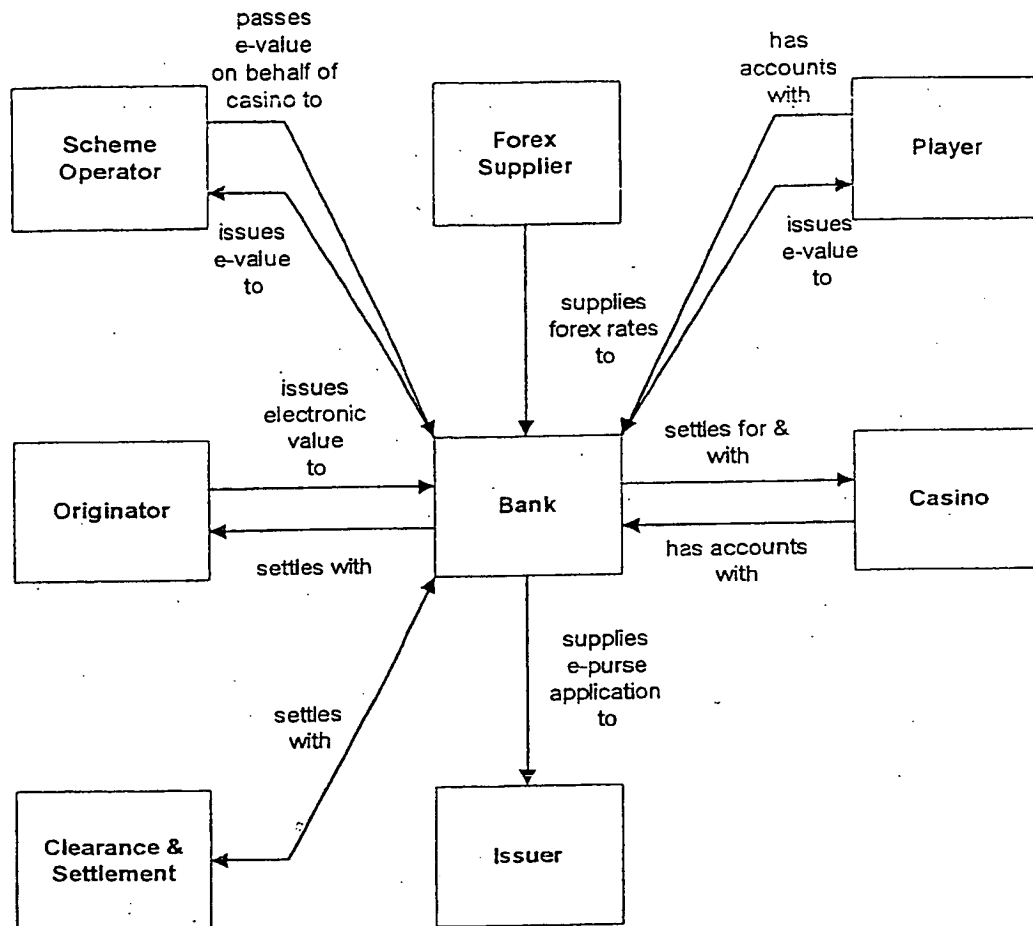 passes
e-value
on behalf of
casino to
has
accounts
with
Scheme
Operator
Forex
Supplier
Player
issues
e-value
to
issues
e-value
to
supplies
forex rates
to
issues
electronic
value
to
settles for &
with
Originator
Bank
Casino
settles with
has accounts
with
supplies
e-purse
application
to
settles
with
Clearance &
Settlement
Issuer